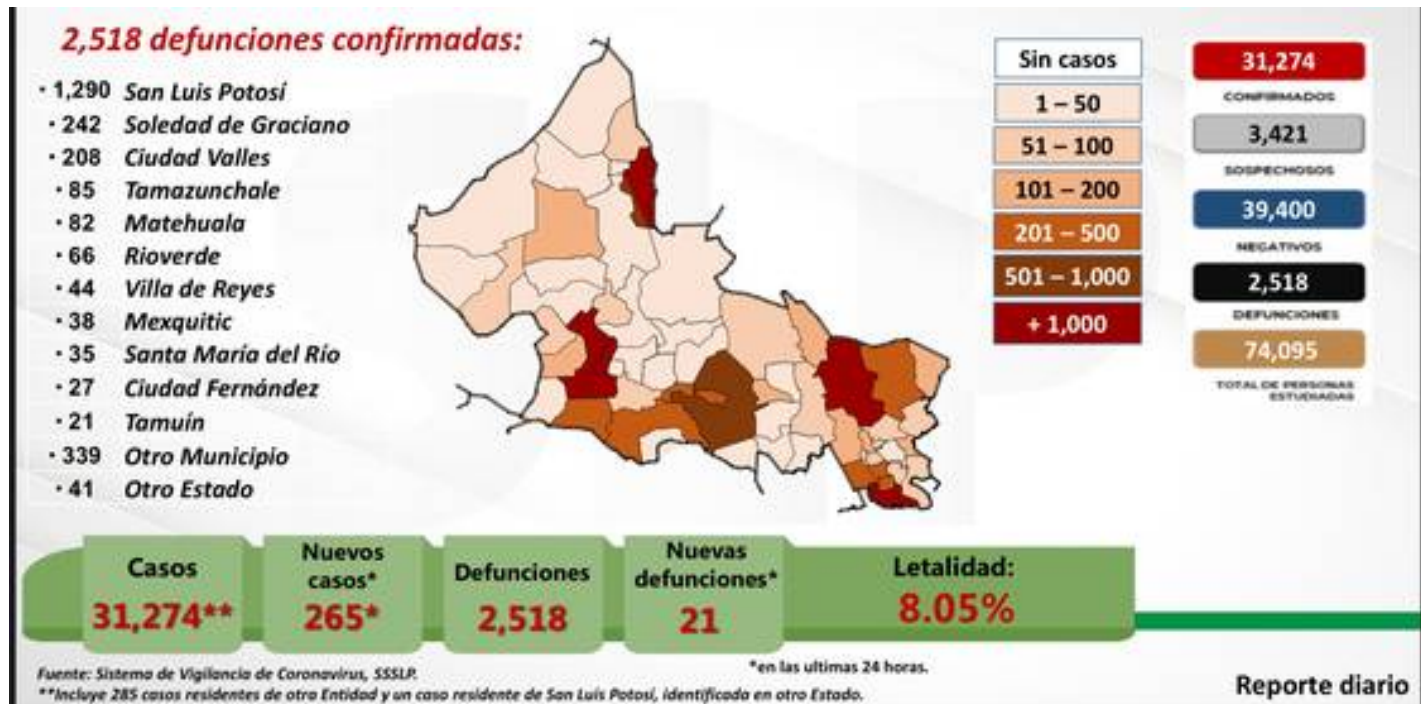 2,518 defunciones confirmadas:
· 1,290 San Luis Potosí
· 242 Soledad de Graciano
· 208 Ciudad Valles
· 85 Tamazunchale
· 82 Matehuala
· 66 Rioverde
· 44 Villa de Reyes
· 38 Mexquitic
· 35 Santa María del Río
· 27 Ciudad Fernández
· 21 Tamuín
· 339 Otro Municipio
· 41 Otro Estado
Sin casos
1 – 50
51 – 100
101 – 200
201 – 500
501 – 1,000
+ 1,000
31,274
CONFIRMADOS
3,421
SOSPECHOSOS
39,400
NEGATIVOS
2,518
DEFUNCIONES
74,095
TOTAL DE PERSONAS
ESTUDIADAS
Casos
31,274**
Nuevos
casos*
265*
Defunciones
2,518
Nuevas
defunciones*
21
Letalidad:
8.05%
Fuente: Sistema de Vigilancia de Coronavirus, SSSLP.
*en las ultimas 24 horas.
**Incluye 285 casos residentes de otra Entidad y un caso residente de San Luis Potosí, identificada en otro Estado.
Reporte diario